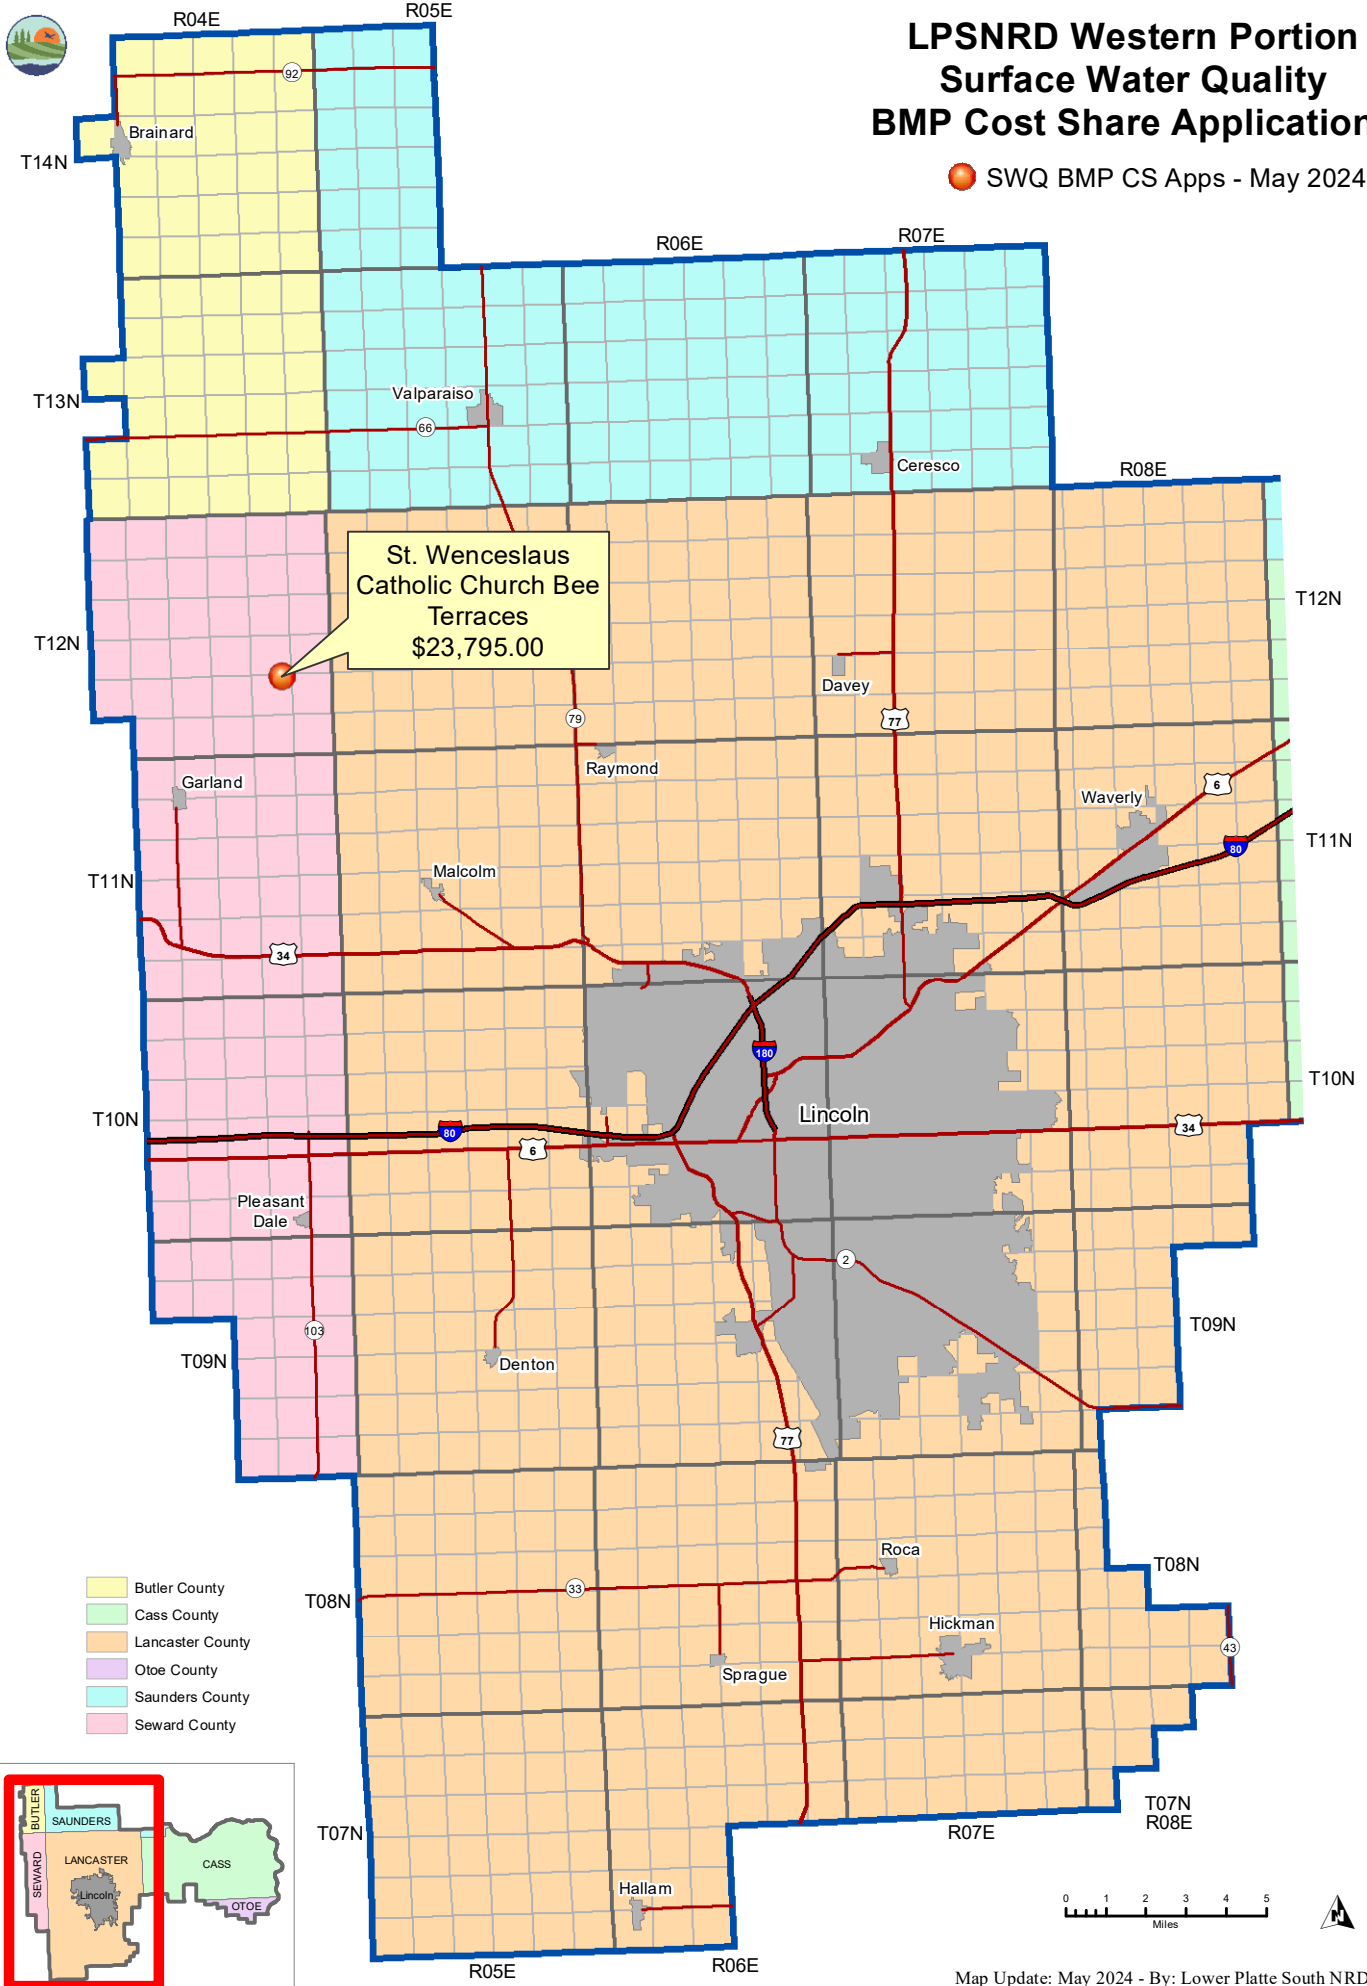 LPSNRD Western Portion
Surface Water Quality
BMP Cost Share Application
SWQ BMP CS Apps - May 2024
R04E
R05E
92
Brainard
T14N
R06E
R07E
T13N
Valparaiso
66
Ceresco
R08E
St. Wenceslaus
Catholic Church Bee
Terraces
$23,795.00
T12N
T12N
Davey
79
77
Raymond
Garland
Waverly
6
80
T11N
T11N
Malcolm
34
180
T10N
T10N
Lincoln
80
6
34
Pleasant
Dale
2
103
T09N
T09N
Denton
77
Roca
T08N
T08N
33
Hickman
43
Sprague
Butler County
Cass County
Lancaster County
Otoe County
Saunders County
Seward County
T07N
T07N
R08E
R07E
Hallam
R05E
R06E
BUTLER
SAUNDERS
SEWARD
LANCASTER
Lincoln
CASS
OTOE
0 1 2 3 4 5
Miles
N
Map Update: May 2024 - By: Lower Platte South NRD